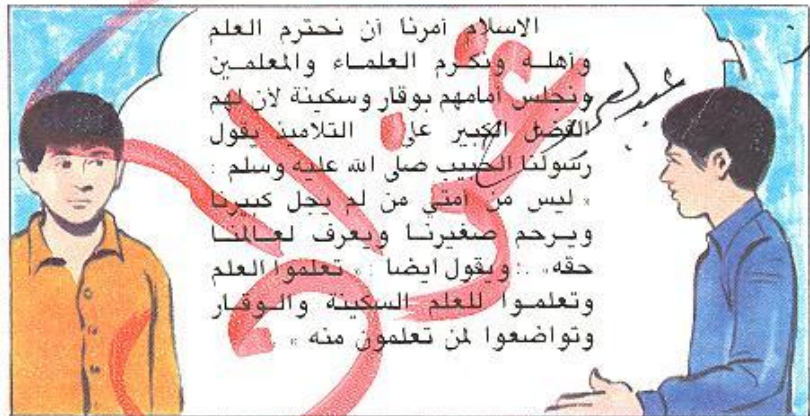 الاسلام أمرنا أن نحترم العلم
وأهله ونكرم العلماء والمعلمين
ونجلس أمامهم بوقار وسكينة لأن لهم
الفضل الكبير على التلاميذ يقول
رسولنا الحبيب صلى الله عليه وسلم :
« ليس من أمتي من لم يجل كبيرنا
ويرحم صغيرنا ويعرف لعالمنا
حقه» .: ويقول ايضا : « تعلموا العلم
وتعلموا للعلم السكينة والوقار
وتواضعوا لمن تعلمون منه » .